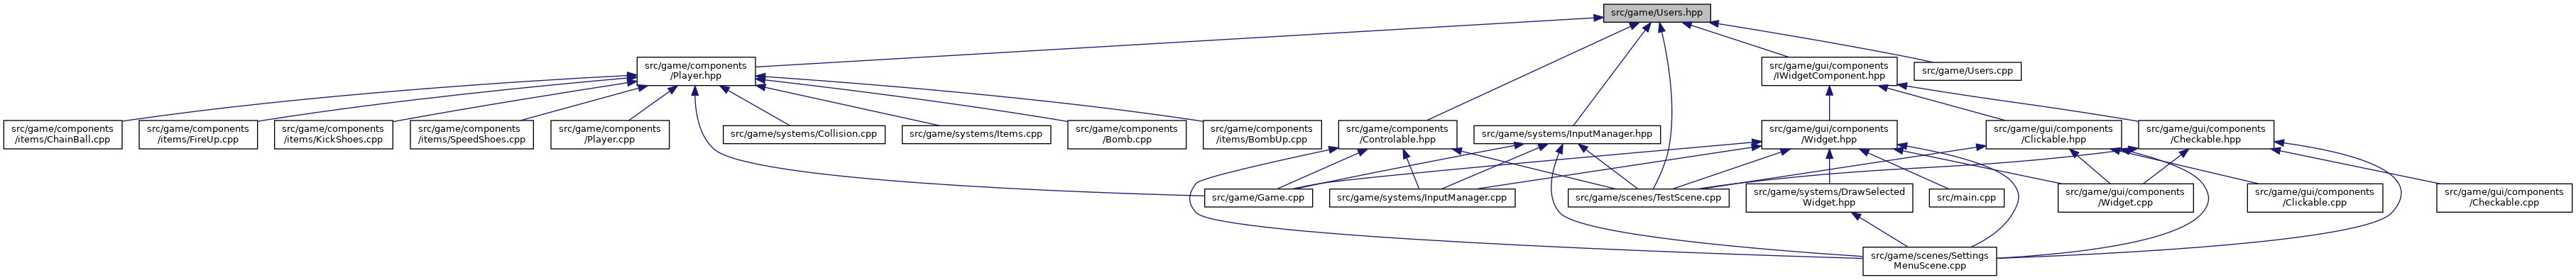 src/game/Users.hpp
src/game/components
/Player.hpp
src/game/gui/components
/IWidgetComponent.hpp
src/game/Users.cpp
src/game/components
/items/ChainBall.cpp
src/game/components
/items/FireUp.cpp
src/game/components
/items/KickShoes.cpp
src/game/components
/items/SpeedShoes.cpp
src/game/components
/Player.cpp
src/game/systems/Collision.cpp
src/game/systems/Items.cpp
src/game/components
/Bomb.cpp
src/game/components
/items/BombUp.cpp
src/game/components
/Controlable.hpp
src/game/systems/InputManager.hpp
src/game/gui/components
/Widget.hpp
src/game/gui/components
/Clickable.hpp
src/game/gui/components
/Checkable.hpp
src/game/Game.cpp
src/game/systems/InputManager.cpp
src/game/scenes/TestScene.cpp
src/game/systems/DrawSelected
Widget.hpp
src/main.cpp
src/game/gui/components
/Widget.cpp
src/game/gui/components
/Clickable.cpp
src/game/gui/components
/Checkable.cpp
src/game/scenes/Settings
MenuScene.cpp